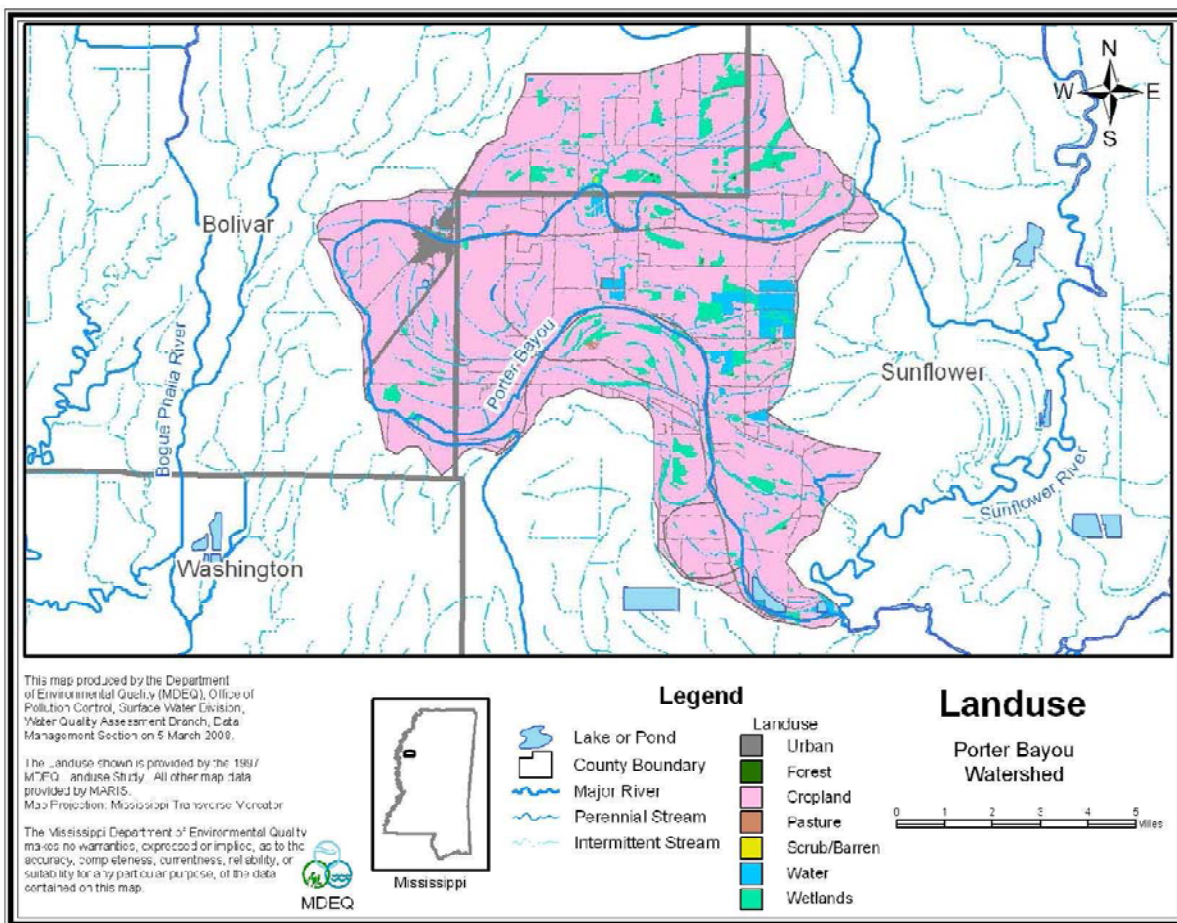 N
W E
S
Bolivar
Bogue Phalia River
Porter Bayou
Sunflower
Sunflower River
Washington
This map produced by the Department
of Environmental Quality (MDEQ), Office of
Pollution Control, Surface Water Division,
Water Quality Assessment Branch, Data
Management Section on 5 March 2008.
The Landuse shown is provided by the 1997
MDEQ Landuse Study. All other map data
provided by MARIS.
Map Projection: Mississippi Transverse Mercator
The Mississippi Department of Environmental Quality
makes no warranties, expressed or implied, as to the
accuracy, completeness, currentness, reliability, or
suitability for any particular purpose, of the data
contained on this map.
MDEQ
Mississippi
Legend
Lake or Pond
County Boundary
Major River
Perennial Stream
Intermittent Stream
Landuse
Urban
Forest
Cropland
Pasture
Scrub/Barren
Water
Wetlands
Landuse
Porter Bayou
Watershed
0 1 2 3 4 5
Miles